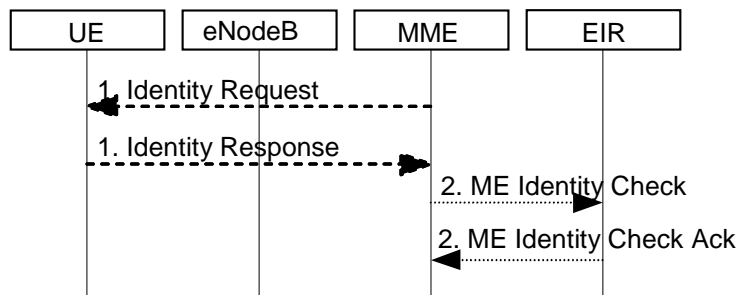 UE eNodeB MME EIR
1. Identity Request
1. Identity Response
2. ME Identity Check
2. ME Identity Check Ack